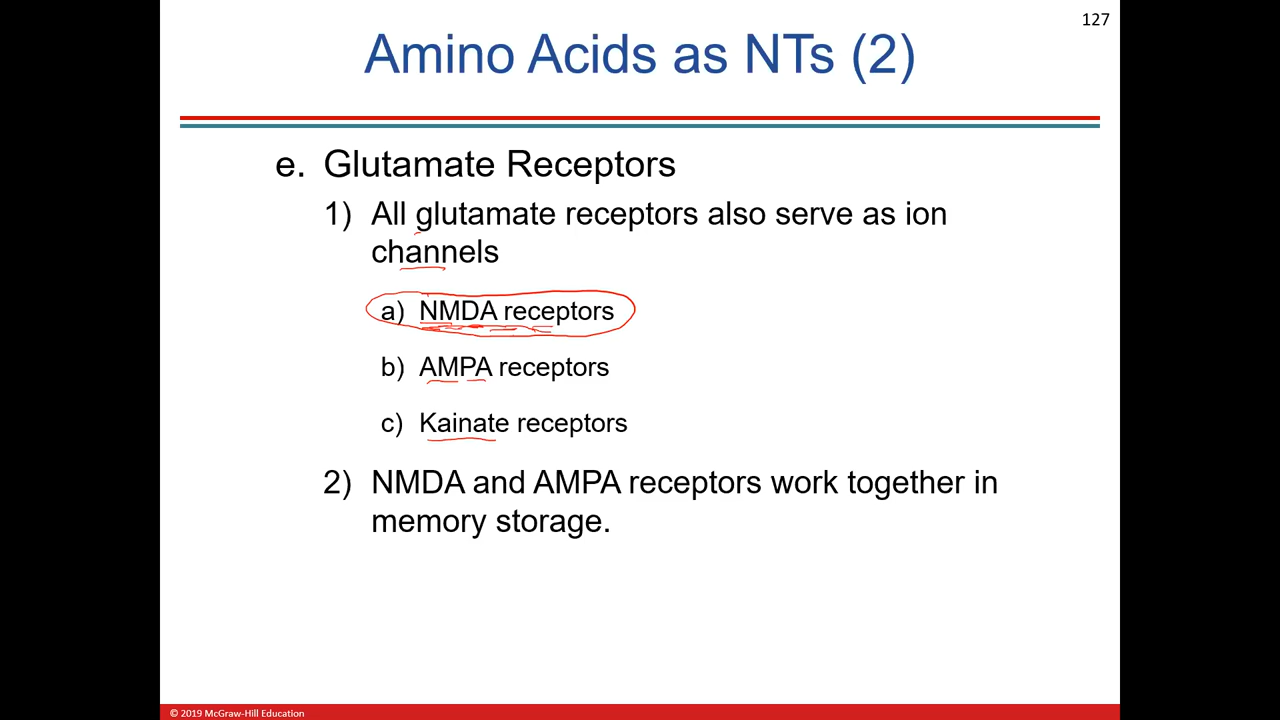 127
Amino Acids as NTs (2)
e. Glutamate Receptors
1) All glutamate receptors also serve as ion
channels
a) NMDA receptors
b) AMPA receptors
c) Kainate receptors
2) NMDA and AMPA receptors work together in
memory storage.
© 2019 McGraw-Hill Education